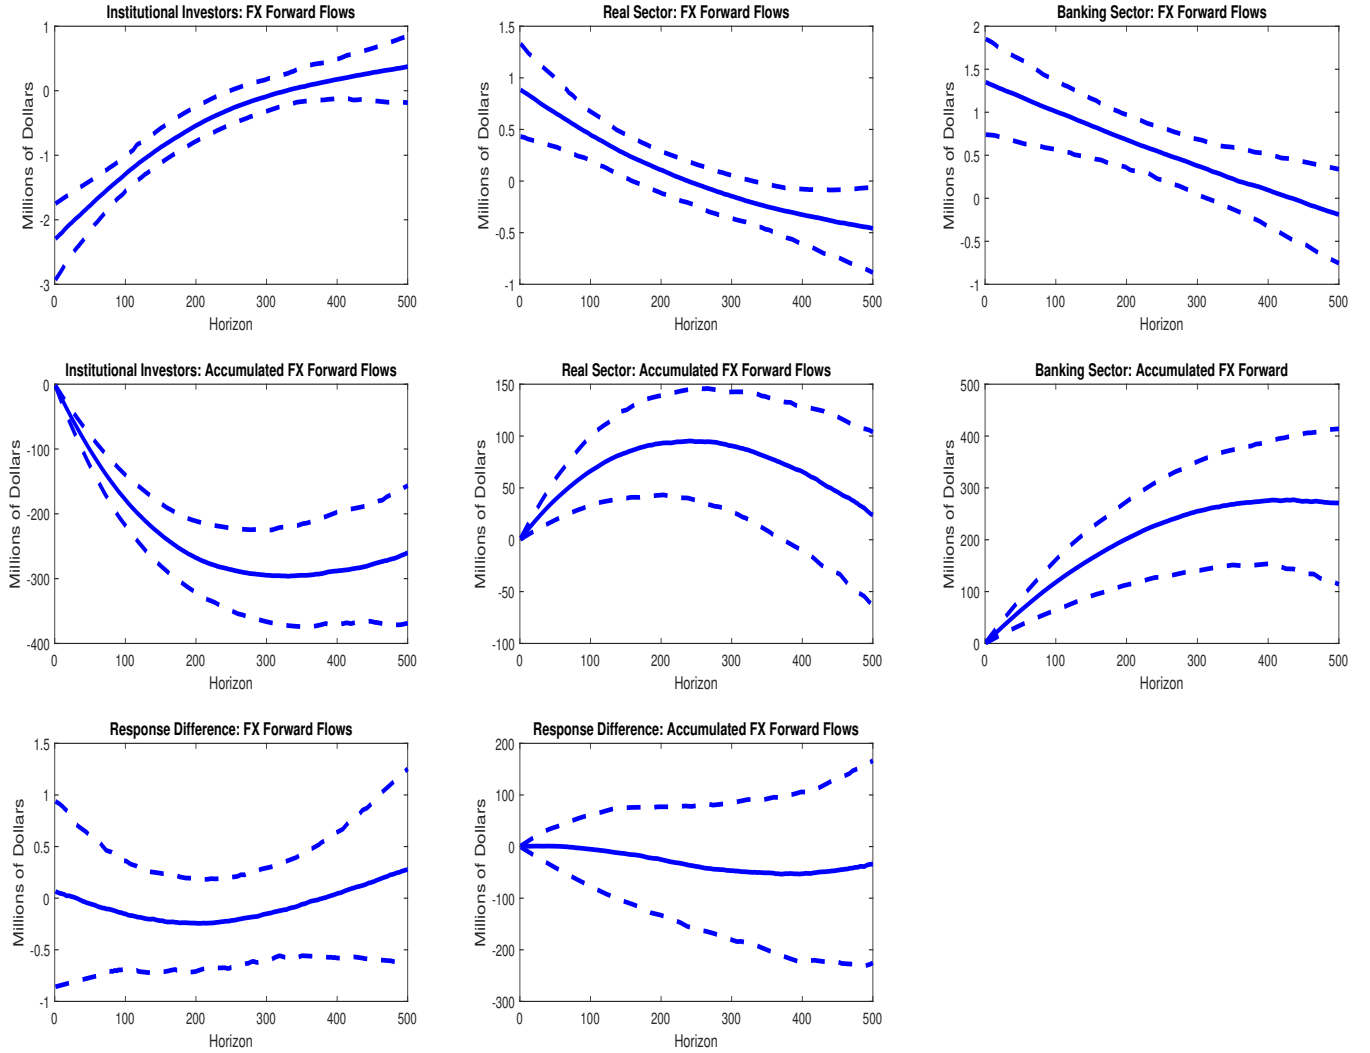 Institutional Investors: FX Forward Flows
Millions of Dollars
1
0
-1
-2
-3
0 100 200 300 400 500
Horizon
Real Sector: FX Forward Flows
Millions of Dollars
1.5
1
0.5
0
-0.5
-1
0 100 200 300 400 500
Horizon
Banking Sector: FX Forward Flows
Millions of Dollars
2
1.5
1
0.5
0
-0.5
-1
0 100 200 300 400 500
Horizon
Institutional Investors: Accumulated FX Forward Flows
Millions of Dollars
0
-100
-200
-300
-400
0 100 200 300 400 500
Horizon
Real Sector: Accumulated FX Forward Flows
Millions of Dollars
150
100
50
0
-50
-100
0 100 200 300 400 500
Horizon
Banking Sector: Accumulated FX Forward
Millions of Dollars
500
400
300
200
100
0
0 100 200 300 400 500
Horizon
Response Difference: FX Forward Flows
Millions of Dollars
1.5
1
0.5
0
-0.5
-1
0 100 200 300 400 500
Horizon
Response Difference: Accumulated FX Forward Flows
Millions of Dollars
200
100
0
-100
-200
-300
0 100 200 300 400 500
Horizon